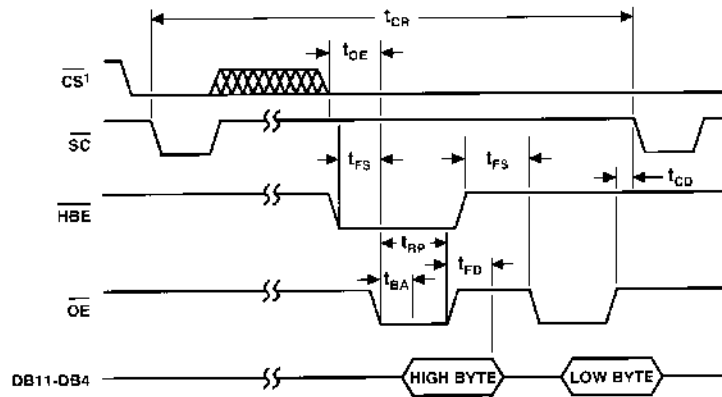 tCR
tOE
CS1
SC
tFS
tFS
tCD
HBE
tRP
tFD
tBA
OE
DB11-DB4
HIGH BYTE
LOW BYTE